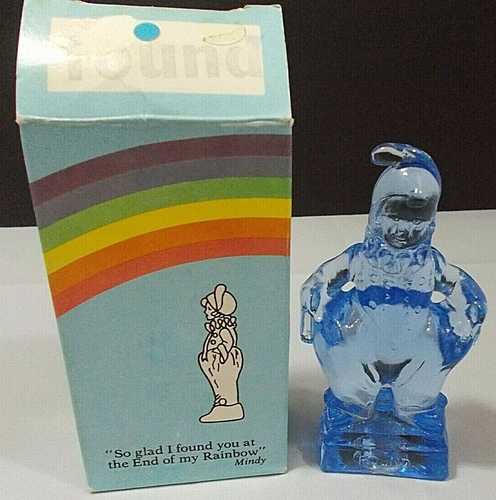 found
"So glad I found you at
the End of my Rainbow"
Mindy